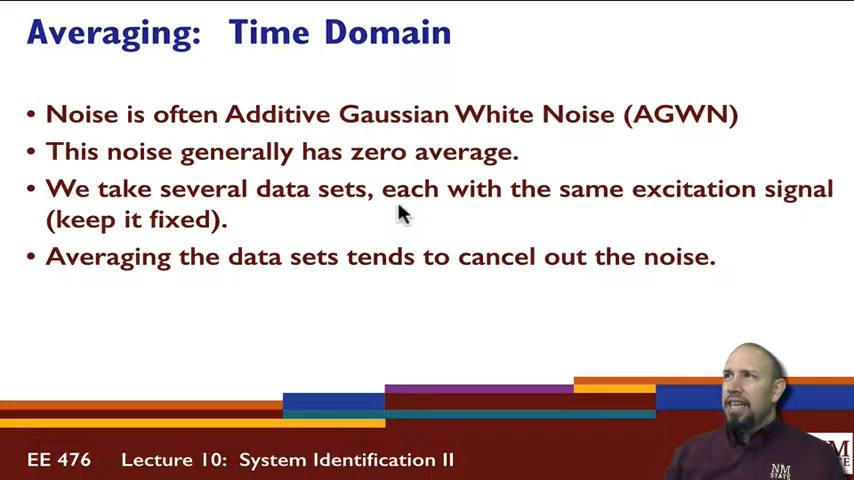 Averaging: Time Domain
• Noise is often Additive Gaussian White Noise (AGWN)
• This noise generally has zero average.
• We take several data sets, each with the same excitation signal
(keep it fixed).
• Averaging the data sets tends to cancel out the noise.
EE 476 Lecture 10: System Identification II
NM
STATE